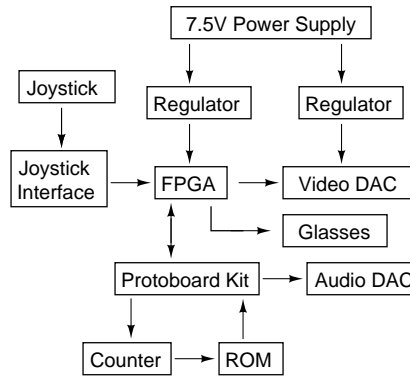 7.5V Power Supply
Joystick
Regulator
Regulator
Joystick
Interface
FPGA
Video DAC
Glasses
Protoboard Kit
Audio DAC
Counter
ROM